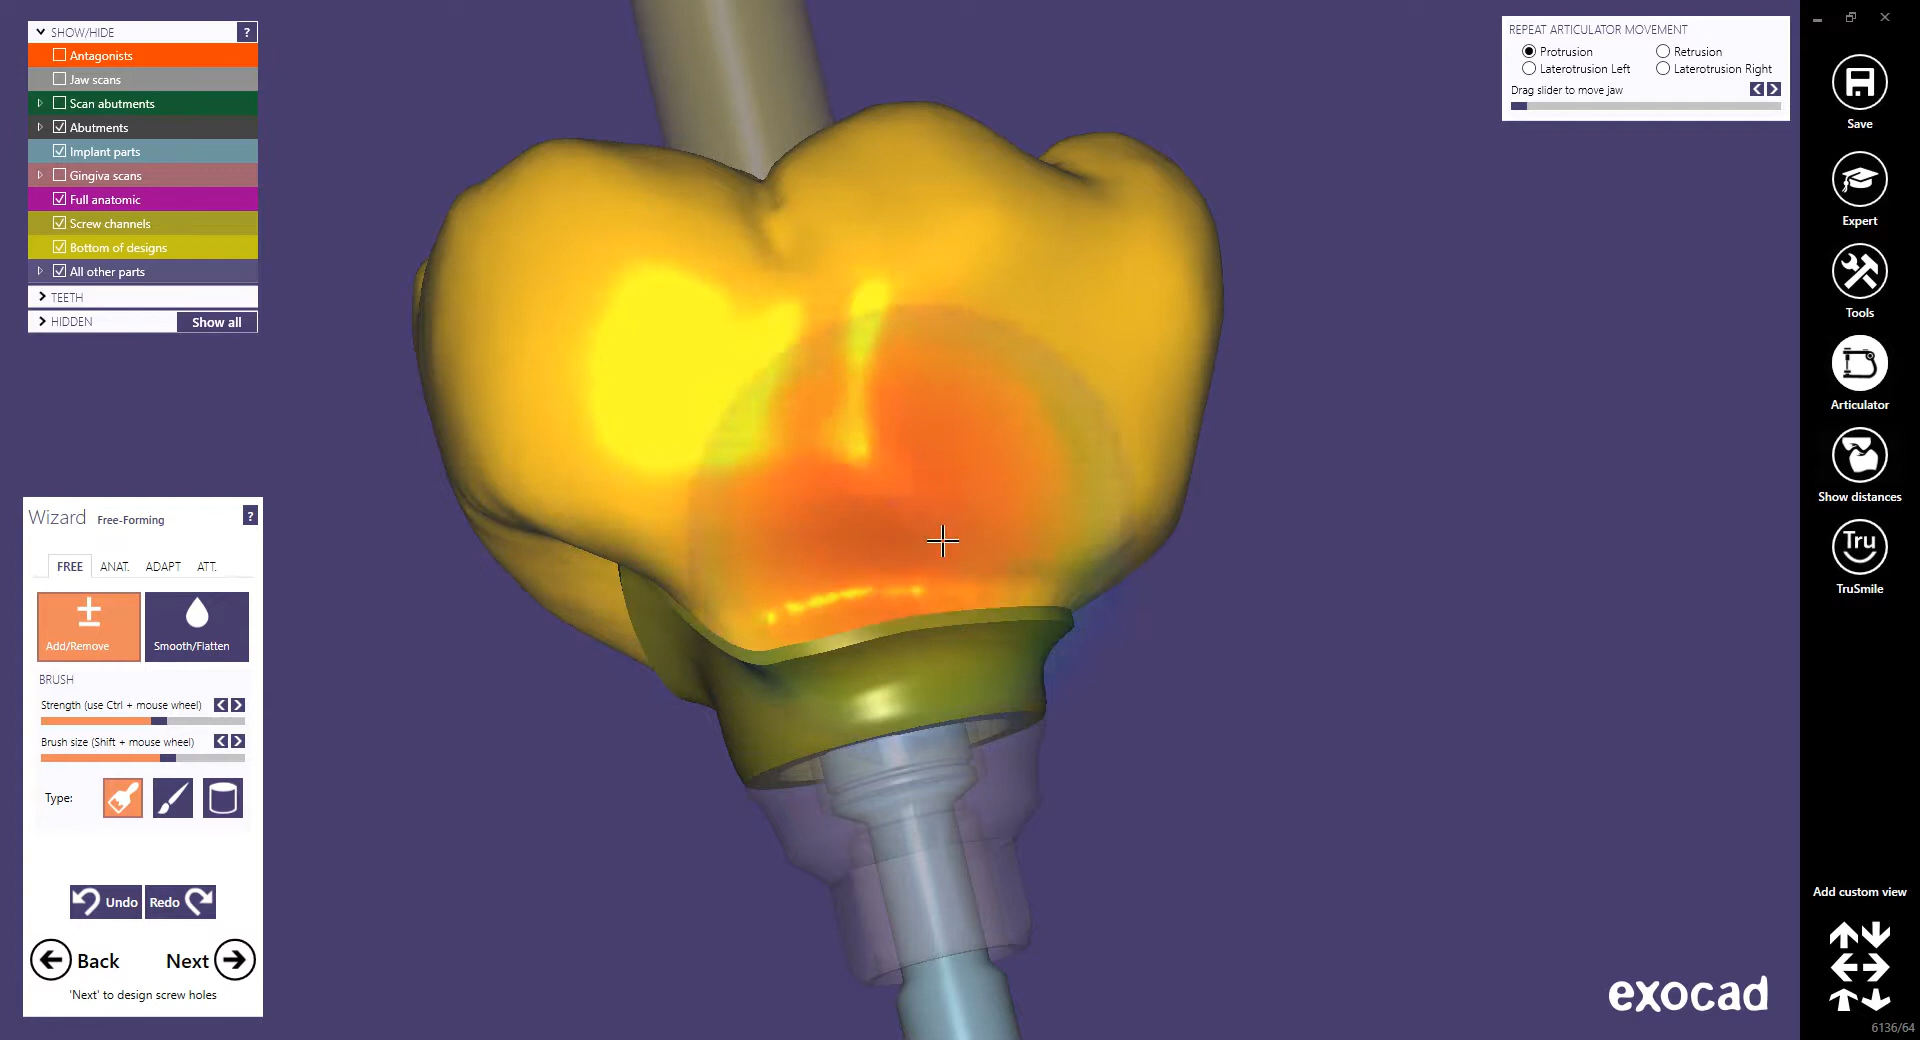 SHOW/HIDE ?
Antagonists
Jaw scans
Scan abutments
Abutments
Implant parts
Gingiva scans
Full anatomic
Screw channels
Bottom of designs
All other parts
TEETH
HIDDEN Show all
REPEAT ARTICULATOR MOVEMENT
Protrusion Retrusion
Laterotrusion Left Laterotrusion Right
Drag slider to move jaw
Save
Expert
Tools
Articulator
Show distances
Tru
TruSmile
Wizard Free-Forming ?
FREE ANAT. ADAPT ATT.
Add/Remove Smooth/Flatten
BRUSH
Strength (use Ctrl + mouse wheel)
Brush size (Shift + mouse wheel)
Type:
Undo Redo
Back Next
'Next' to design screw holes
Add custom view
exocad
6136/64